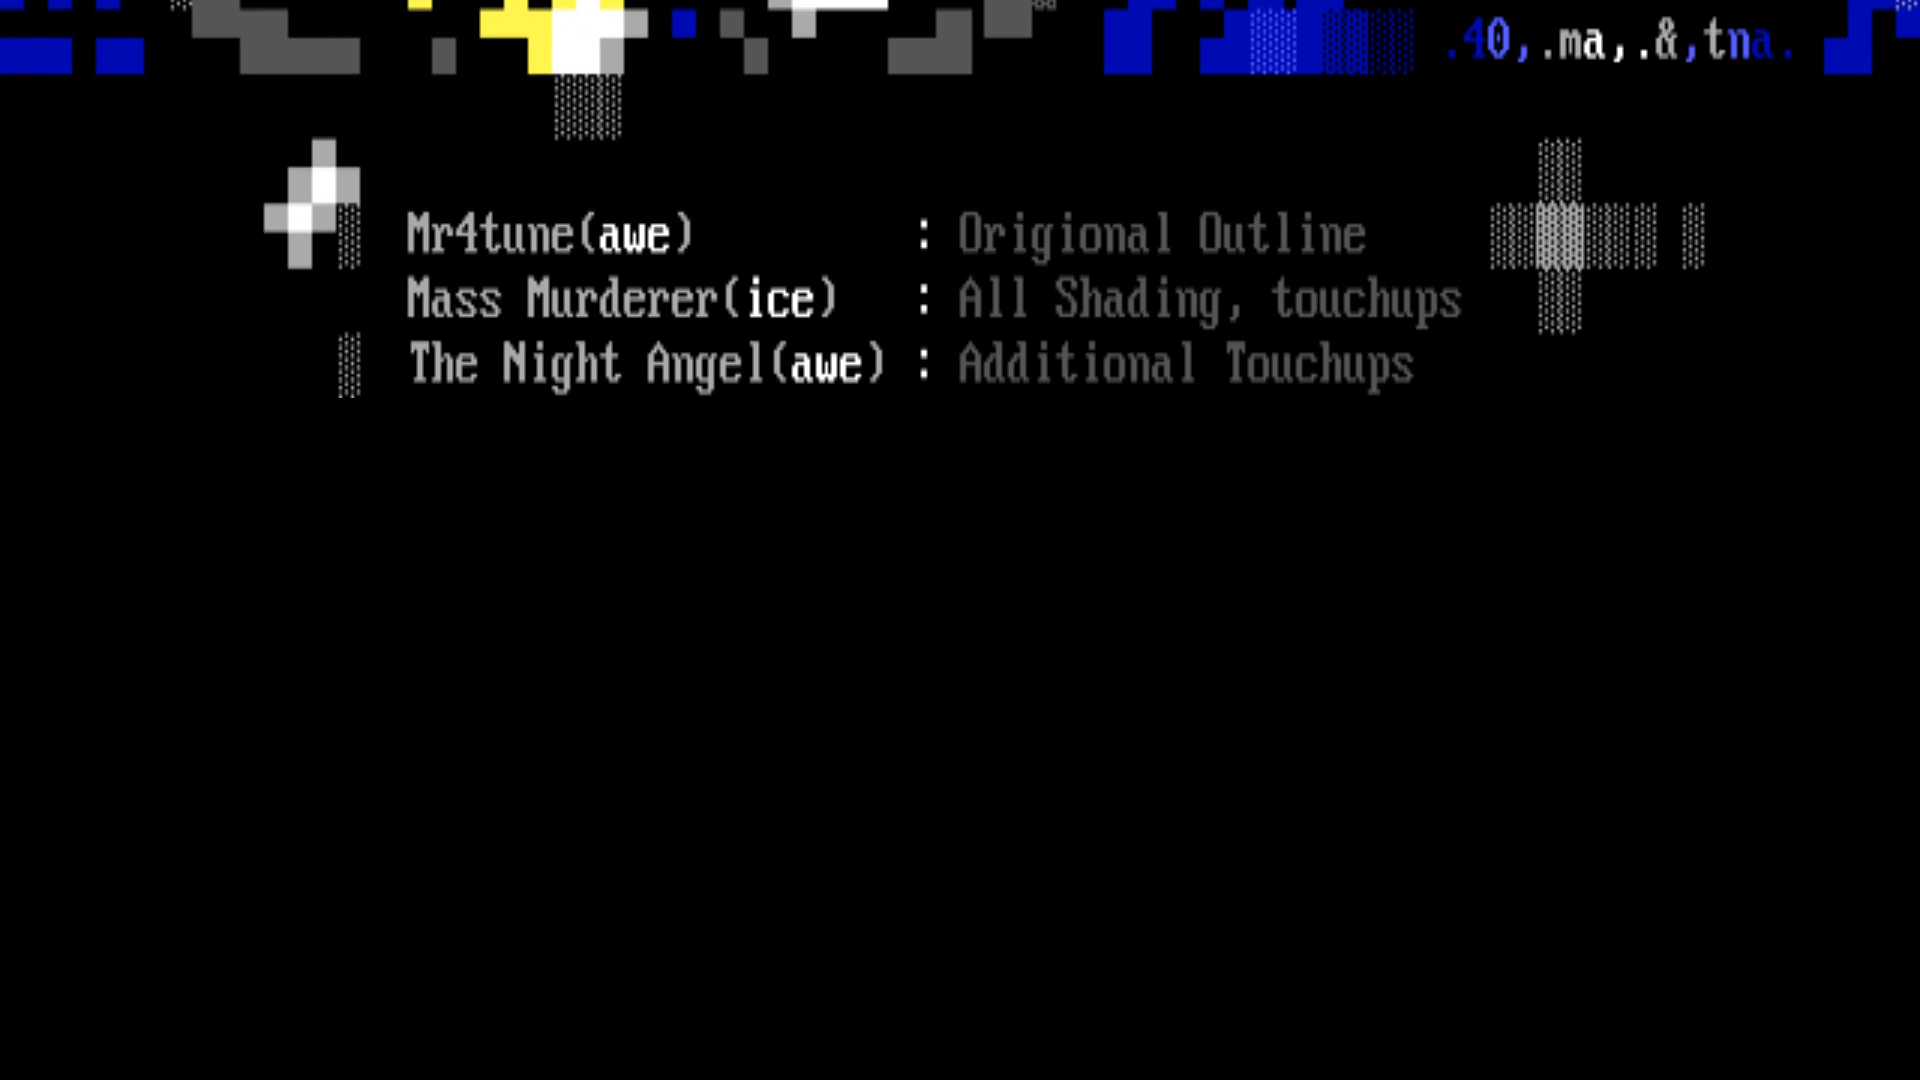 .40,.ma,.&,tna.
Mr4tune(awe) : Origional Outline
Mass Murderer(ice) : All Shading, touchups
The Night Angel(awe) : Additional Touchups